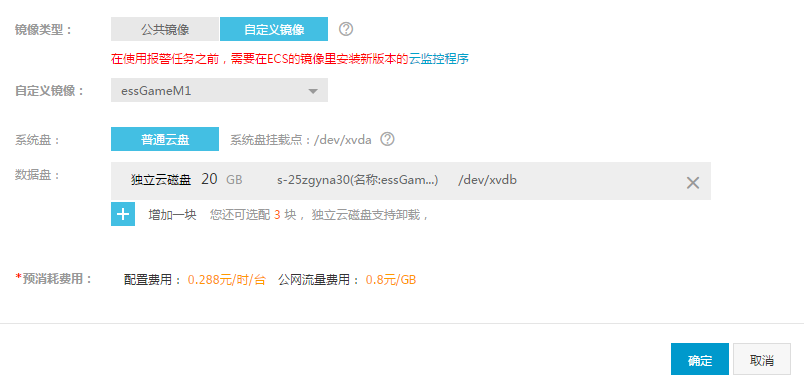 镜像类型： 公共镜像 自定义镜像
在使用报警任务之前，需要在ECS的镜像里安装新版本的云监控程序
自定义镜像： essGameM1
系统盘： 普通云盘 系统盘挂载点：/dev/xvda
数据盘： 独立云磁盘 20 GB s-25zgyna30(名称:essGam...) /dev/xvdb
增加一块 您还可选配 3 块， 独立云磁盘支持卸载，
*预消耗费用： 配置费用： 0.288元/时/台 公网流量费用： 0.8元/GB
确定 取消